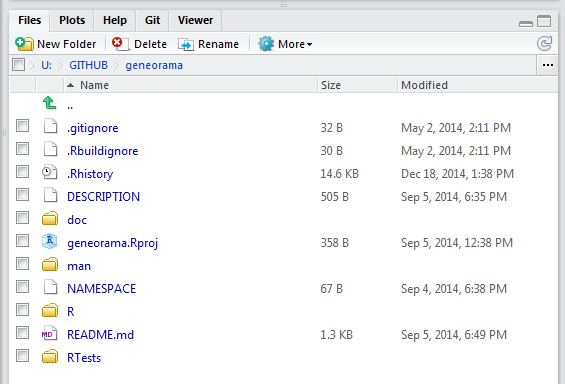 Files Plots Help Git Viewer
New Folder Delete Rename More
U: GITHUB geneorama ...
Name Size Modified
..
.gitignore 32 B May 2, 2014, 2:11 PM
.Rbuildignore 30 B May 2, 2014, 2:11 PM
.Rhistory 14.6 KB Dec 18, 2014, 1:38 PM
DESCRIPTION 505 B Sep 5, 2014, 6:35 PM
doc
R geneorama.Rproj 358 B Sep 5, 2014, 12:38 PM
man
NAMESPACE 67 B Sep 4, 2014, 6:38 PM
R
MD README.md 1.3 KB Sep 5, 2014, 6:49 PM
RTests